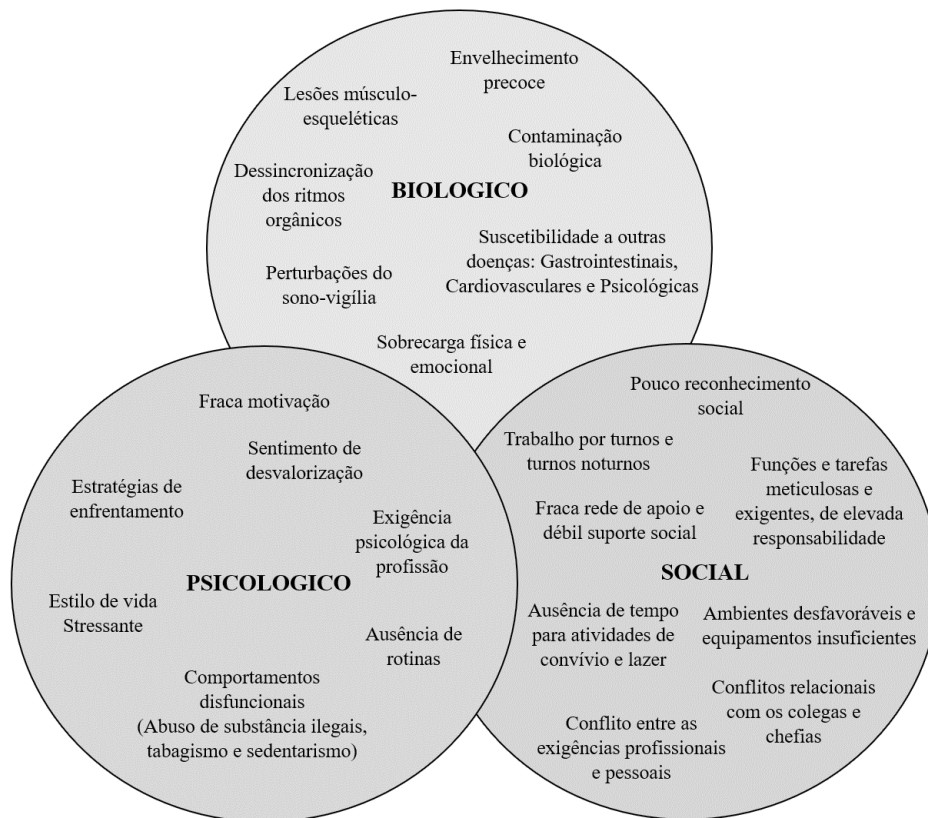 Envelhecimento
precoce
Lesões músculo-
esqueléticas
Contaminação
biológica
Dessincronização
dos ritmos
orgânicos
BIOLOGICO
Suscetibilidade a outras
doenças: Gastrointestinais,
Cardiovasculares e Psicológicas
Perturbações do
sono-vigília
Sobrecarga física e
emocional
Fraca motivação
Sentimento de
desvalorização
Estratégias de
enfrentamento
Exigência
psicológica da
profissão
PSICOLOGICO
Estilo de vida
Stressante
Ausência de
rotinas
Comportamentos
disfuncionais
(Abuso de substância ilegais,
tabagismo e sedentarismo)
Pouco reconhecimento
social
Trabalho por turnos e
turnos noturnos
Funções e tarefas
meticulosas e
exigentes, de elevada
responsabilidade
Fraca rede de apoio e
débil suporte social
SOCIAL
Ausência de tempo
para atividades de
convívio e lazer
Ambientes desfavoráveis e
equipamentos insuficientes
Conflitos relacionais
com os colegas e
chefias
Conflito entre as
exigências profissionais
e pessoais